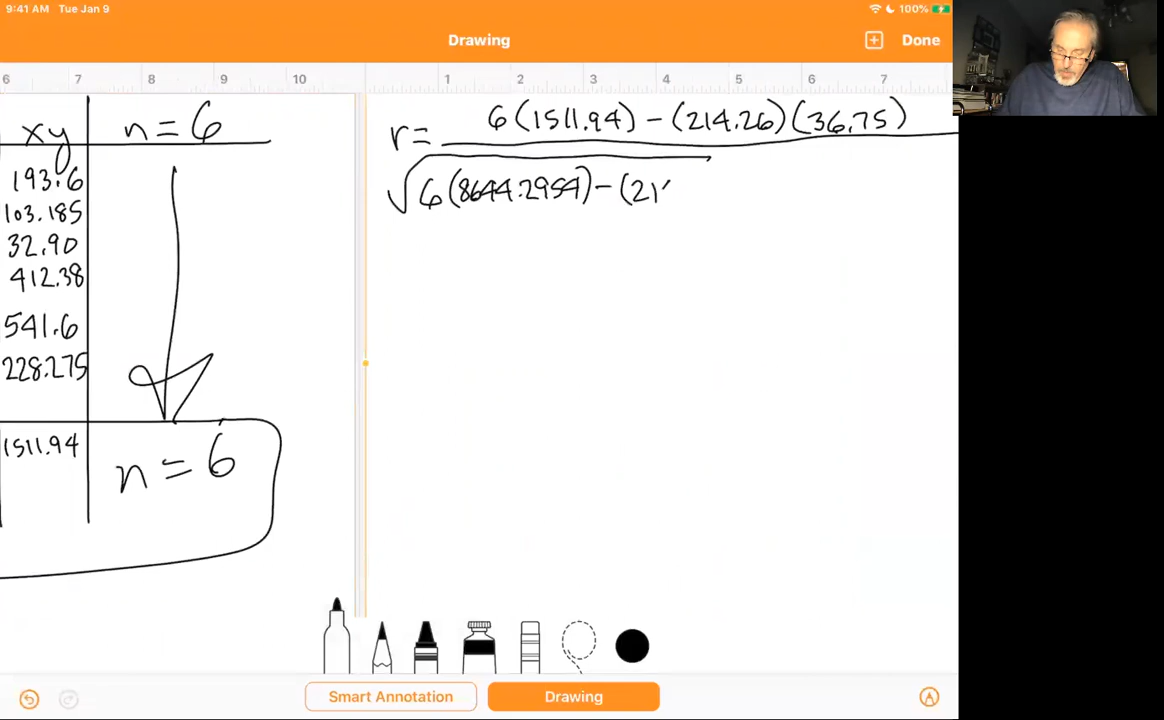 9:41 AM Tue Jan 9
100%
Drawing
Done
6 7 8 9 10
1 2 3 4 5 6 7
xy n = 6
193.6
103.185
32.90
412.38
541.6
228.275
1511.94 n = 6
r = 6(1511.94) - (214.26)(36.75)
√6(8644.2954) - (21
Smart Annotation
Drawing